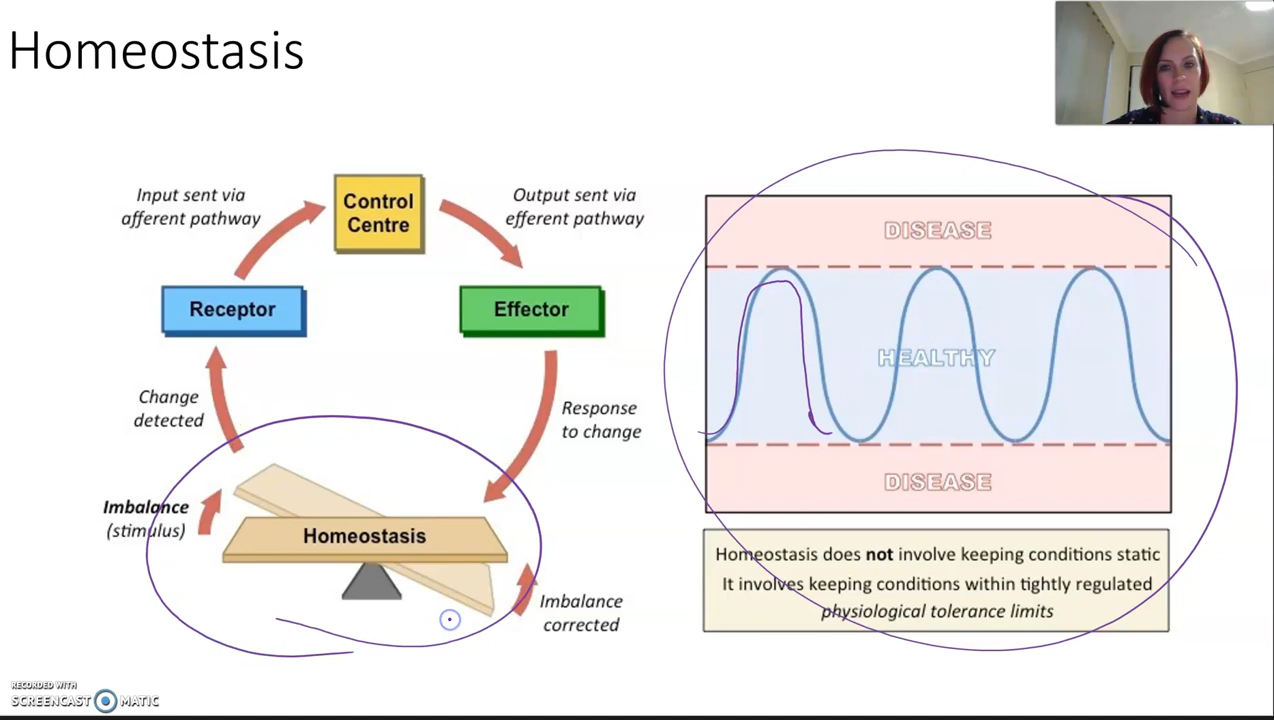 Homeostasis
Input sent via
afferent pathway
Control
Centre
Output sent via
efferent pathway
Receptor
Effector
Change
detected
Response
to change
Imbalance
(stimulus)
Homeostasis
Imbalance
corrected
DISEASE
HEALTHY
DISEASE
Homeostasis does not involve keeping conditions static
It involves keeping conditions within tightly regulated
physiological tolerance limits
RECORDED WITH
SCREENCAST MATIC